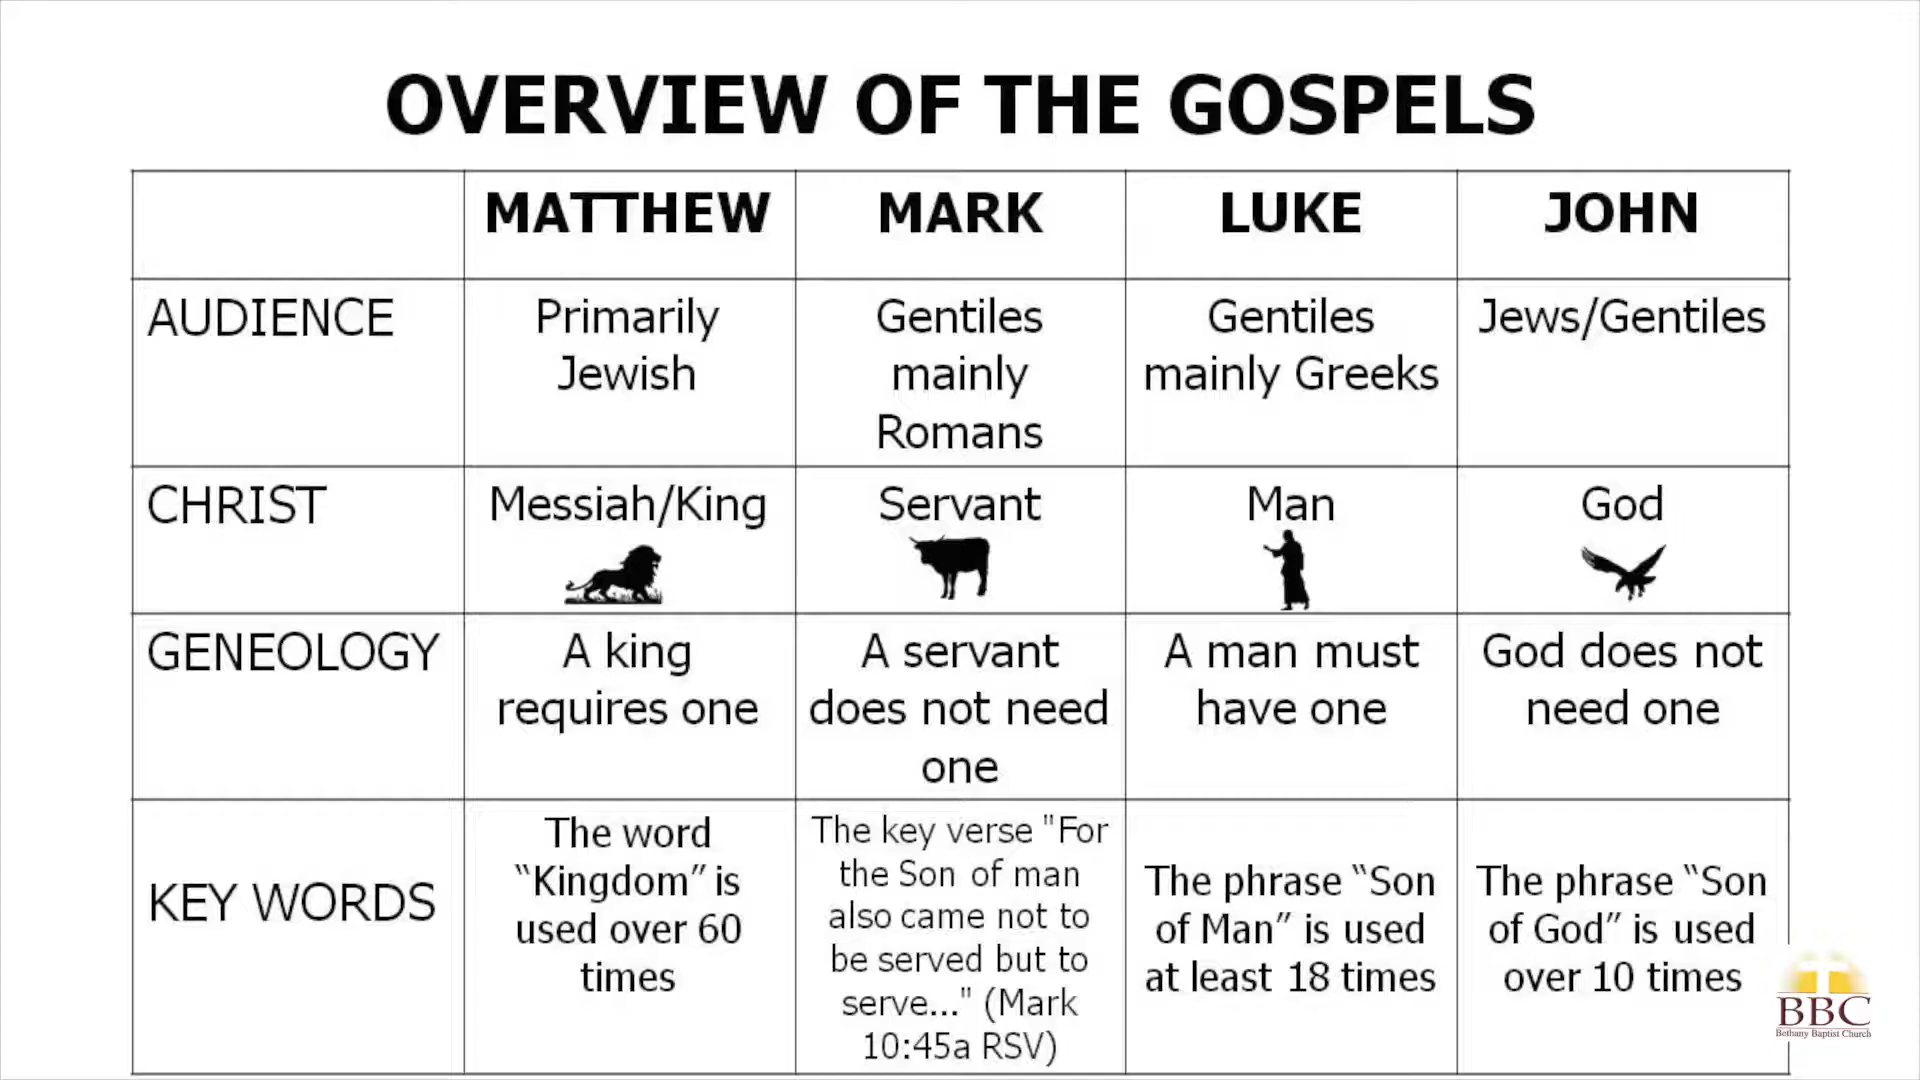 OVERVIEW OF THE GOSPELS
MATTHEW
MARK
LUKE
JOHN
AUDIENCE
Primarily
Jewish
Gentiles
mainly
Romans
Gentiles
mainly Greeks
Jews/Gentiles
CHRIST
Messiah/King
Servant
Man
God
GENEOLOGY
A king
requires one
A servant
does not need
one
A man must
have one
God does not
need one
KEY WORDS
The word
“Kingdom” is
used over 60
times
The key verse "For
the Son of man
also came not to
be served but to
serve..." (Mark
10:45a RSV)
The phrase “Son
of Man” is used
at least 18 times
The phrase “Son
of God” is used
over 10 times
BBC
Bethany Baptist Church